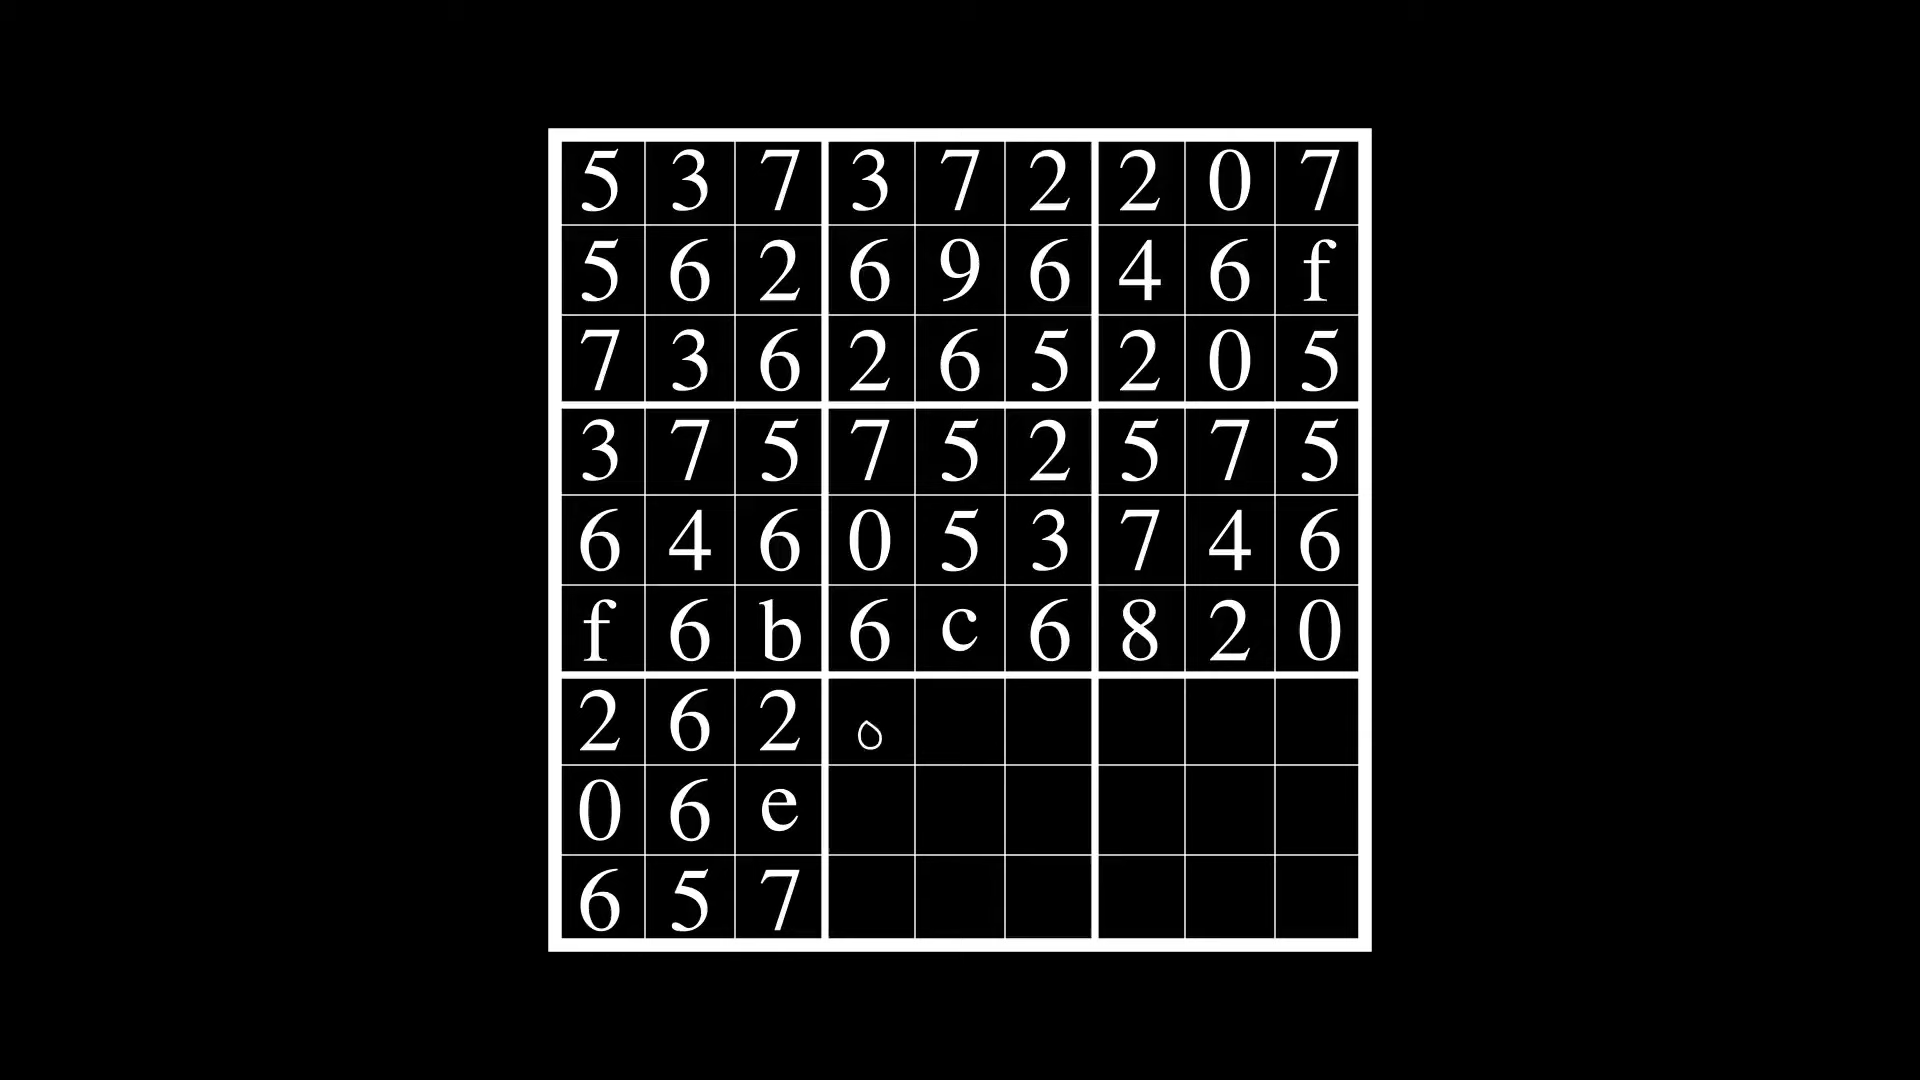 5 3 7 3 7 2 2 0 7
5 6 2 6 9 6 4 6 f
7 3 6 2 6 5 2 0 5
3 7 5 7 5 2 5 7 5
6 4 6 0 5 3 7 4 6
f 6 b 6 c 6 8 2 0
2 6 2
0 6 e
6 5 7